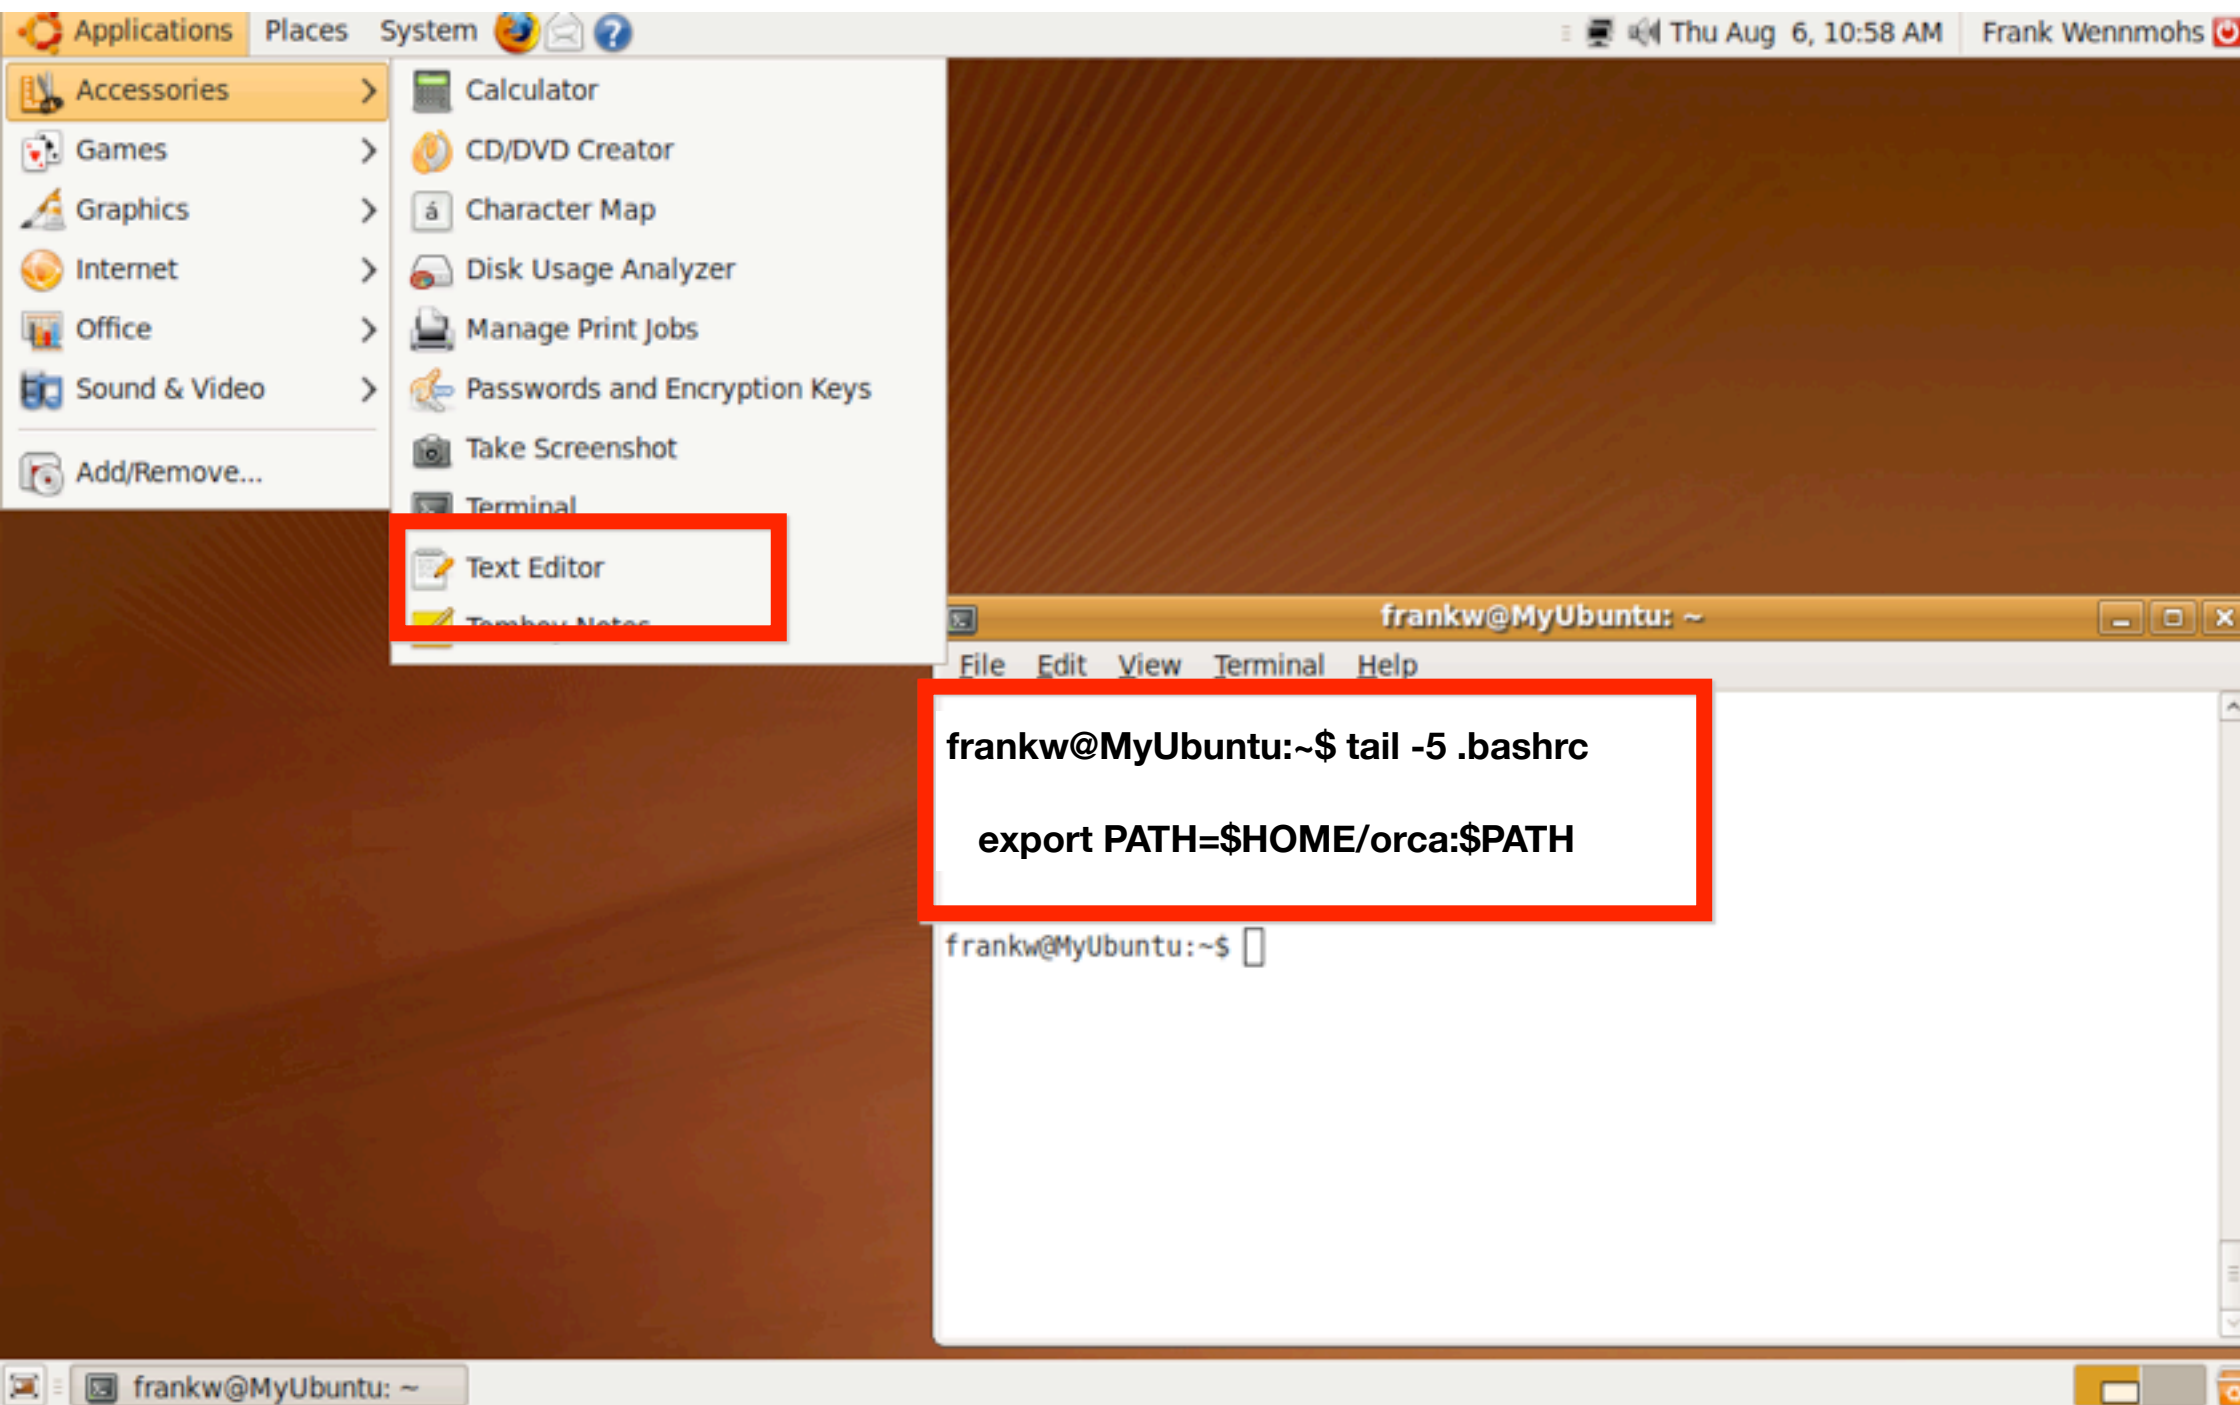 Applications Places System
Thu Aug 6, 10:58 AM Frank Wennmohs
Accessories
Games
Graphics
Internet
Office
Sound & Video
Add/Remove...
Calculator
CD/DVD Creator
á Character Map
Disk Usage Analyzer
Manage Print Jobs
Passwords and Encryption Keys
Take Screenshot
Terminal
Text Editor
Tomboy Notes
frankw@MyUbuntu: ~
File Edit View Terminal Help
frankw@MyUbuntu:~$ tail -5 .bashrc
export PATH=$HOME/orca:$PATH
frankw@MyUbuntu:~$
frankw@MyUbuntu: ~